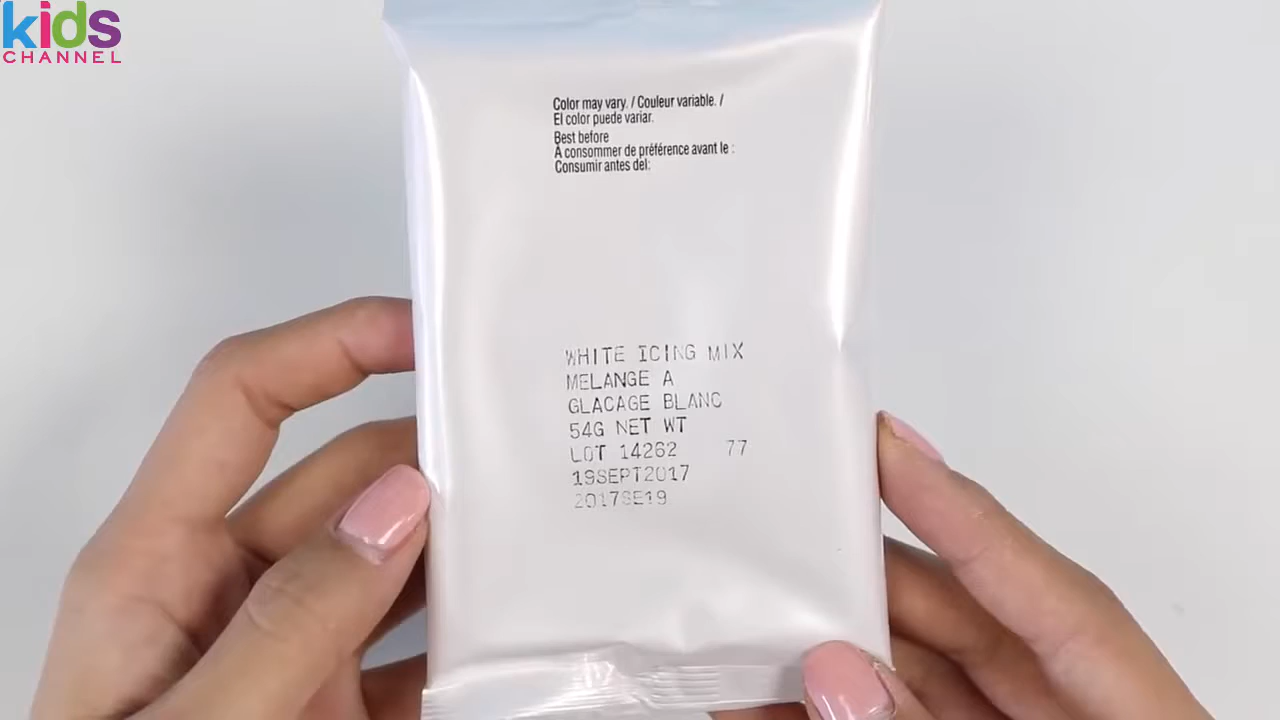 kids
CHANNEL
Color may vary. / Couleur variable. /
El color puede variar.
Best before
À consommer de préférence avant le :
Consumir antes del:
WHITE ICING MIX
MELANGE A
GLACAGE BLANC
54G NET WT
LOT 14262 77
19SEPT2017
2017SE19